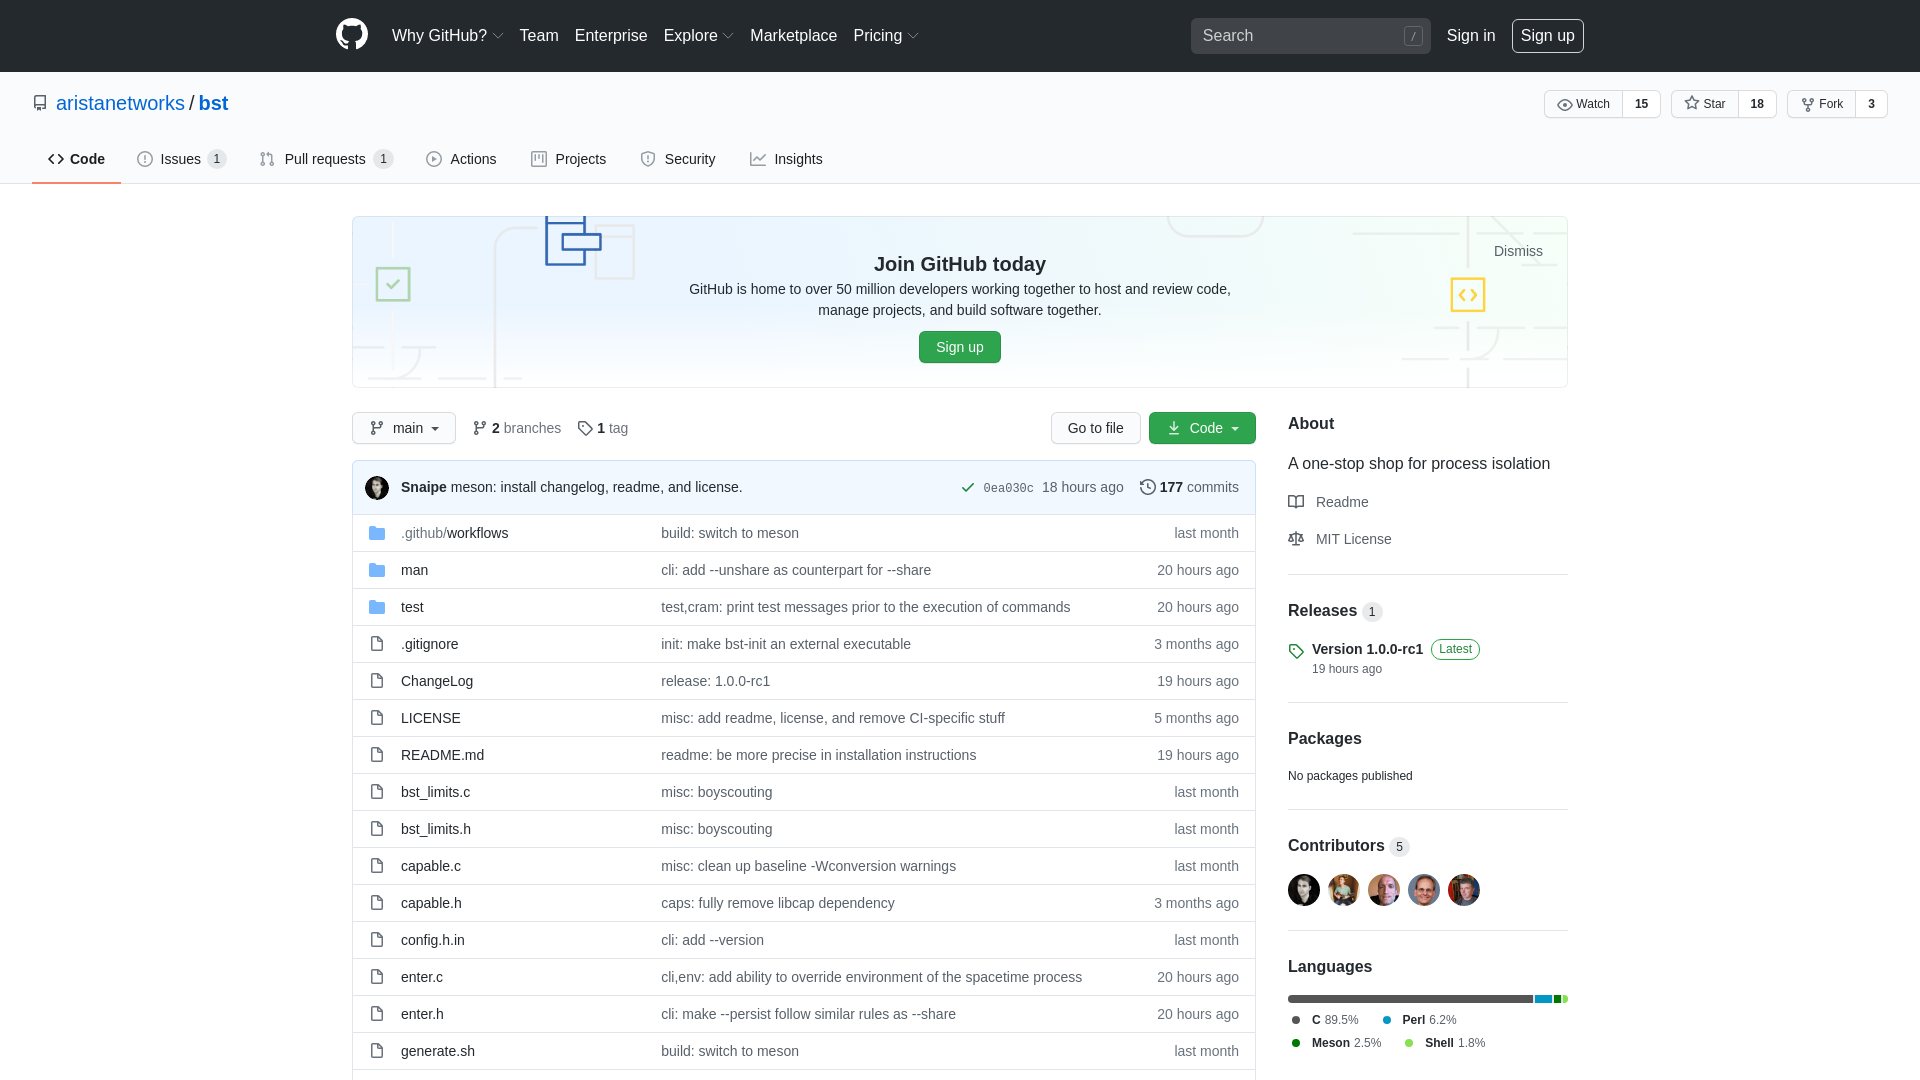 Why GitHub? Team Enterprise Explore Marketplace Pricing Search / Sign in Sign up
aristanetworks / bst Watch 15 Star 18 Fork 3
Code Issues 1 Pull requests 1 Actions Projects Security Insights
Dismiss
Join GitHub today
GitHub is home to over 50 million developers working together to host and review code,
manage projects, and build software together.
Sign up
main 2 branches 1 tag Go to file Code
Snaipe meson: install changelog, readme, and license. 0ea030c 18 hours ago 177 commits
.github/workflows build: switch to meson last month
man cli: add --unshare as counterpart for --share 20 hours ago
test test,cram: print test messages prior to the execution of commands 20 hours ago
.gitignore init: make bst-init an external executable 3 months ago
ChangeLog release: 1.0.0-rc1 19 hours ago
LICENSE misc: add readme, license, and remove CI-specific stuff 5 months ago
README.md readme: be more precise in installation instructions 19 hours ago
bst_limits.c misc: boyscouting last month
bst_limits.h misc: boyscouting last month
capable.c misc: clean up baseline -Wconversion warnings last month
capable.h caps: fully remove libcap dependency 3 months ago
config.h.in cli: add --version last month
enter.c cli,env: add ability to override environment of the spacetime process 20 hours ago
enter.h cli: make --persist follow similar rules as --share 20 hours ago
generate.sh build: switch to meson last month
About
A one-stop shop for process isolation
Readme
MIT License
Releases 1
Version 1.0.0-rc1 Latest
19 hours ago
Packages
No packages published
Contributors 5
Languages
C 89.5% Perl 6.2%
Meson 2.5% Shell 1.8%